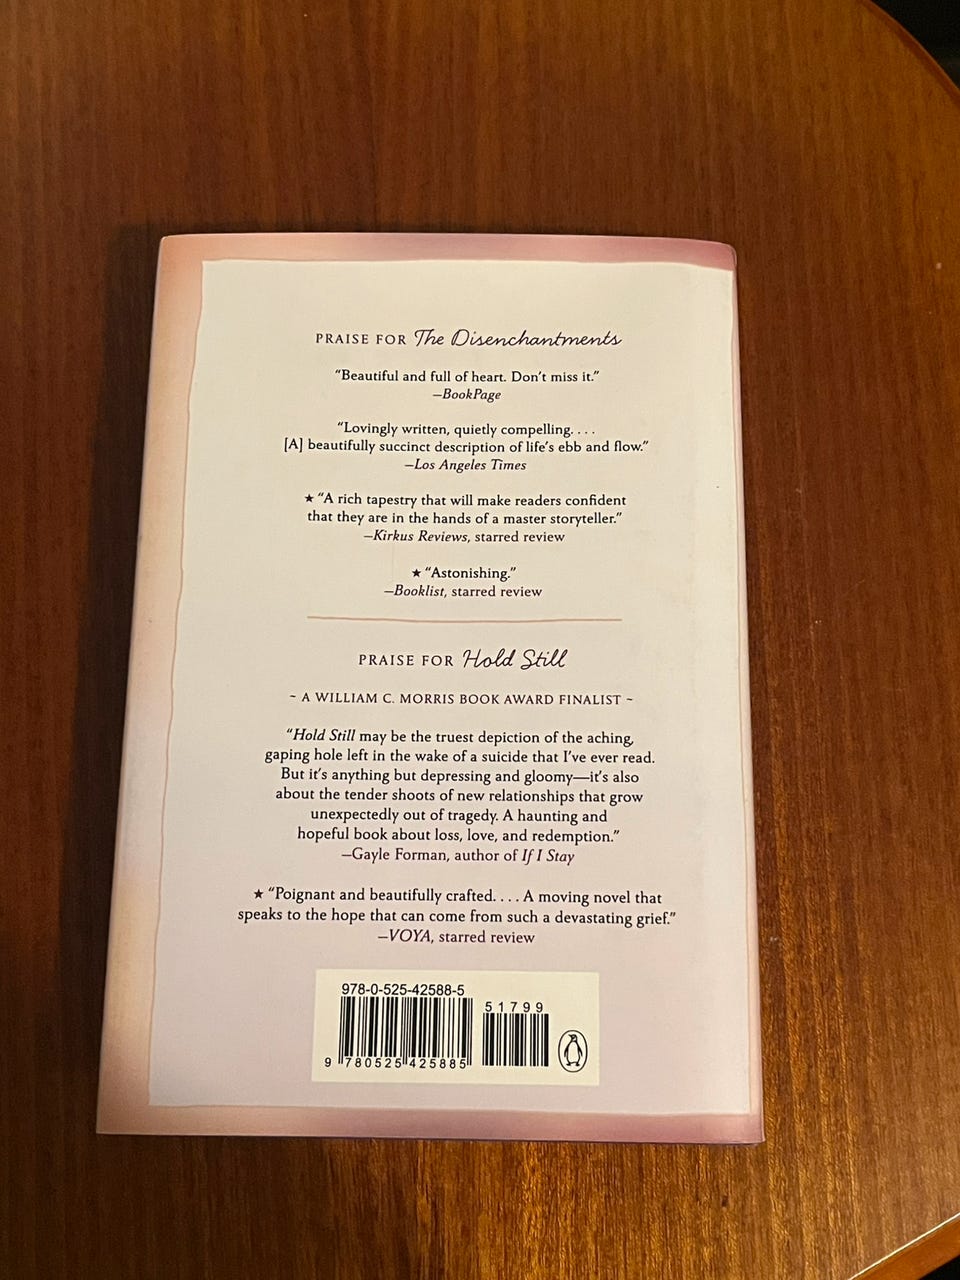 PRAISE FOR The Disenchantments
“Beautiful and full of heart. Don’t miss it.”
—BookPage
“Lovingly written, quietly compelling. . . .
[A] beautifully succinct description of life’s ebb and flow.”
—Los Angeles Times
★ “A rich tapestry that will make readers confident
that they are in the hands of a master storyteller.”
—Kirkus Reviews, starred review
★ “Astonishing.”
—Booklist, starred review
PRAISE FOR Hold Still
~ A WILLIAM C. MORRIS BOOK AWARD FINALIST ~
“Hold Still may be the truest depiction of the aching,
gaping hole left in the wake of a suicide that I’ve ever read.
But it’s anything but depressing and gloomy—it’s also
about the tender shoots of new relationships that grow
unexpectedly out of tragedy. A haunting and
hopeful book about loss, love, and redemption.”
—Gayle Forman, author of If I Stay
★ “Poignant and beautifully crafted. . . . A moving novel that
speaks to the hope that can come from such a devastating grief.”
—VOYA, starred review
978-0-525-42588-5
51799
9 780525 425885